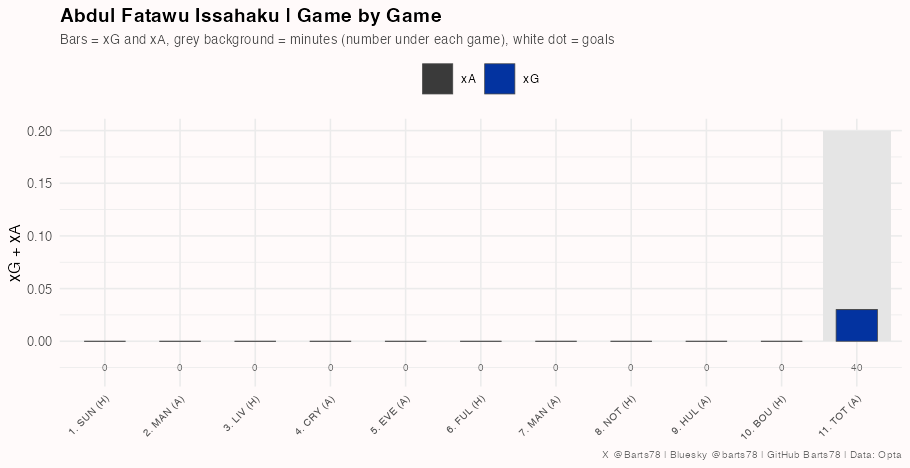 Abdul Fatawu Issahaku | Game by Game
Bars = xG and xA, grey background = minutes (number under each game), white dot = goals
xA xG
xG + xA
0.20
0.15
0.10
0.05
0.00
0 0 0 0 0 0 0 0 0 0 40
1. SUN (H)
2. MAN (A)
3. LIV (H)
4. CRY (A)
5. EVE (A)
6. FUL (H)
7. MAN (A)
8. NOT (H)
9. HUL (A)
10. BOU (H)
11. TOT (A)
X @Barts78 | Bluesky @barts78 | GitHub Barts78 | Data: Opta